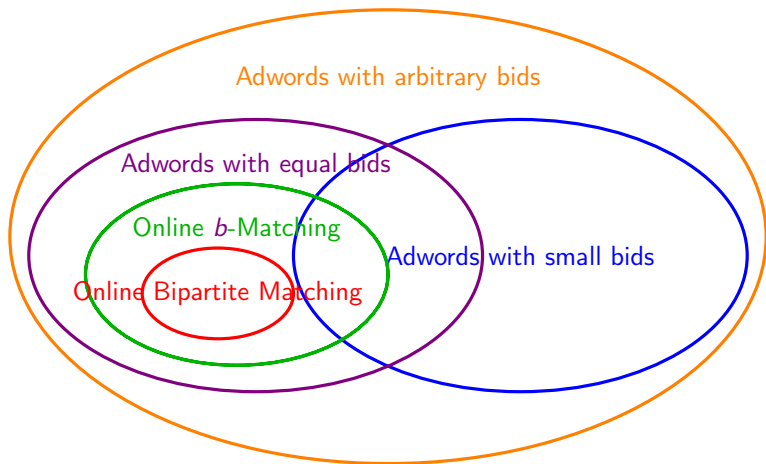 Adwords with arbitrary bids
Adwords with equal bids
Online b-Matching
Adwords with small bids
Online Bipartite Matching